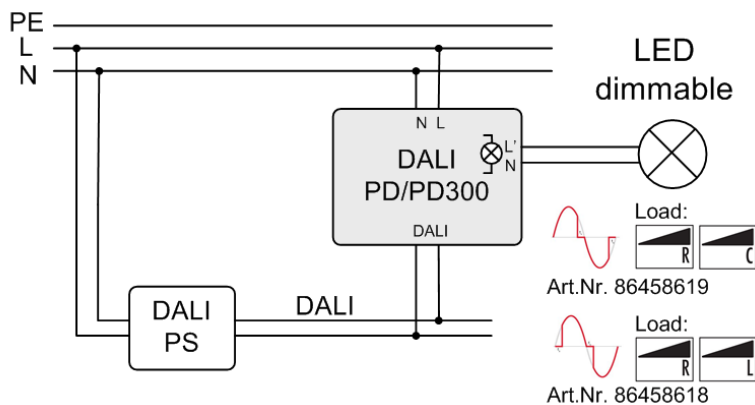 PE
L
N
LED
dimmable
N L
L'
N
DALI
PD/PD300
DALI
Load:
R
C
Art.Nr. 86458619
DALI
PS
DALI
Load:
R
L
Art.Nr. 86458618